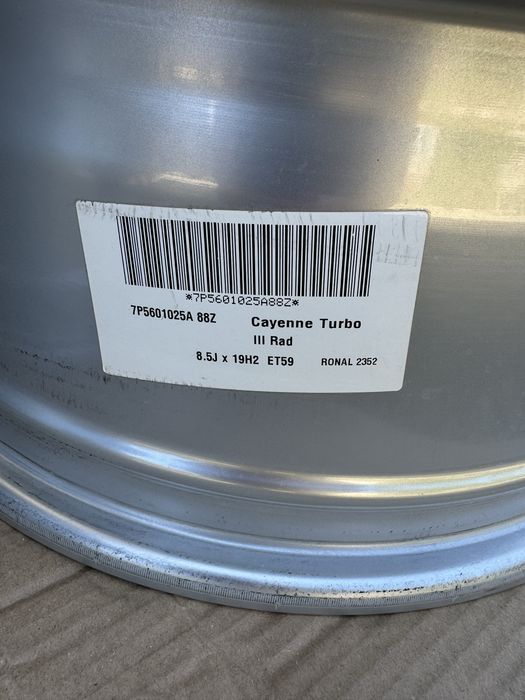 *7P5601025A88Z*
7P5601025A 88Z Cayenne Turbo
III Rad
8.5J x 19H2 ET59 RONAL 2352